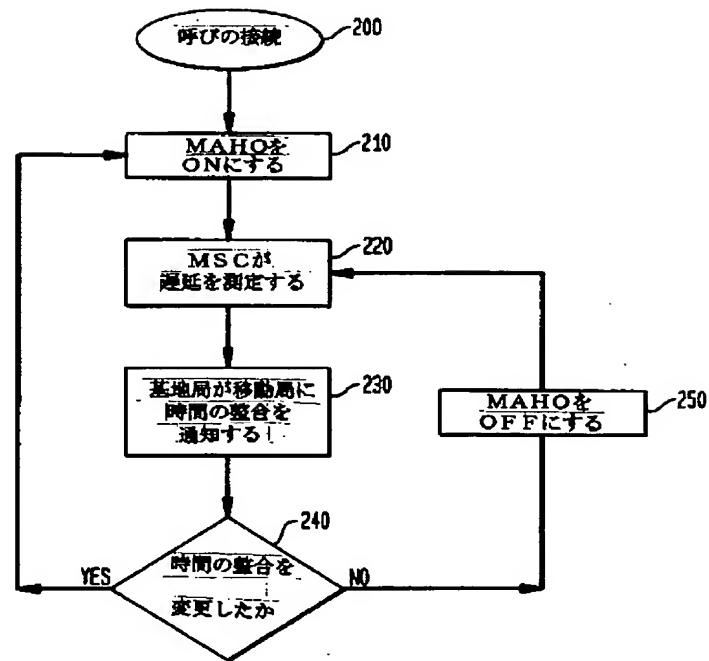 呼びの接続
200
MAHOを
ONにする
210
MSCが
遅延を測定する
220
基地局が移動局に
時間の整合を
通知する
230
MAHOを
OFFにする
250
時間の整合を
変更したか
240
YES
NO